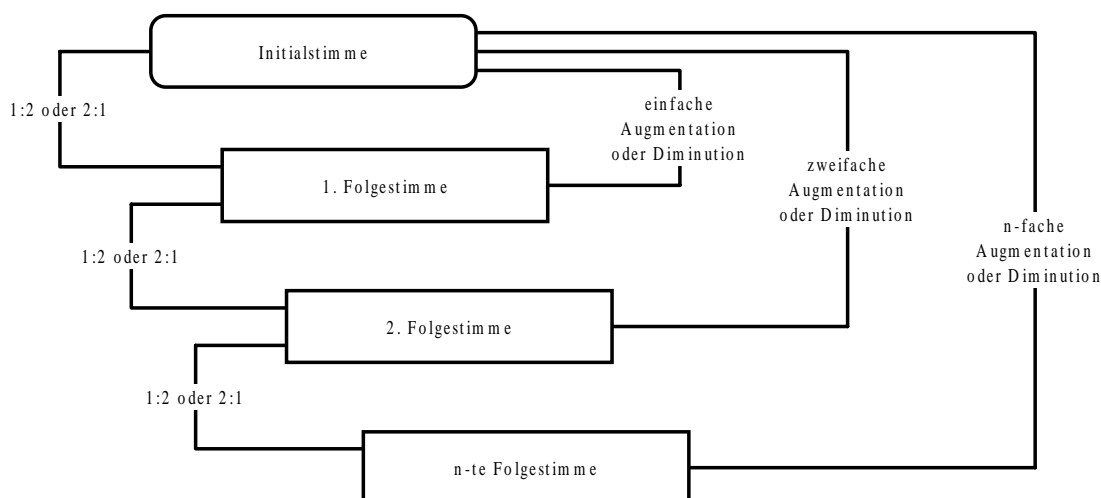 Initialstimme
1:2 oder 2:1
einfache
Augmentation
oder Diminution
1. Folgestimme
zweifache
Augmentation
oder Diminution
n-fache
Augmentation
oder Diminution
1:2 oder 2:1
2. Folgestimme
1:2 oder 2:1
n-te Folgestimme